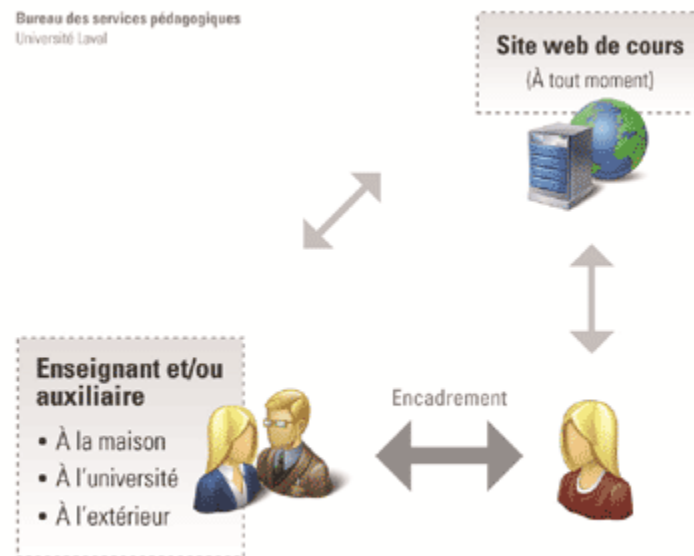 Bureau des services pédagogiques
Université Laval
Site web de cours
(À tout moment)
Enseignant et/ou
auxiliaire
• À la maison
• À l'université
• À l'extérieur
Encadrement